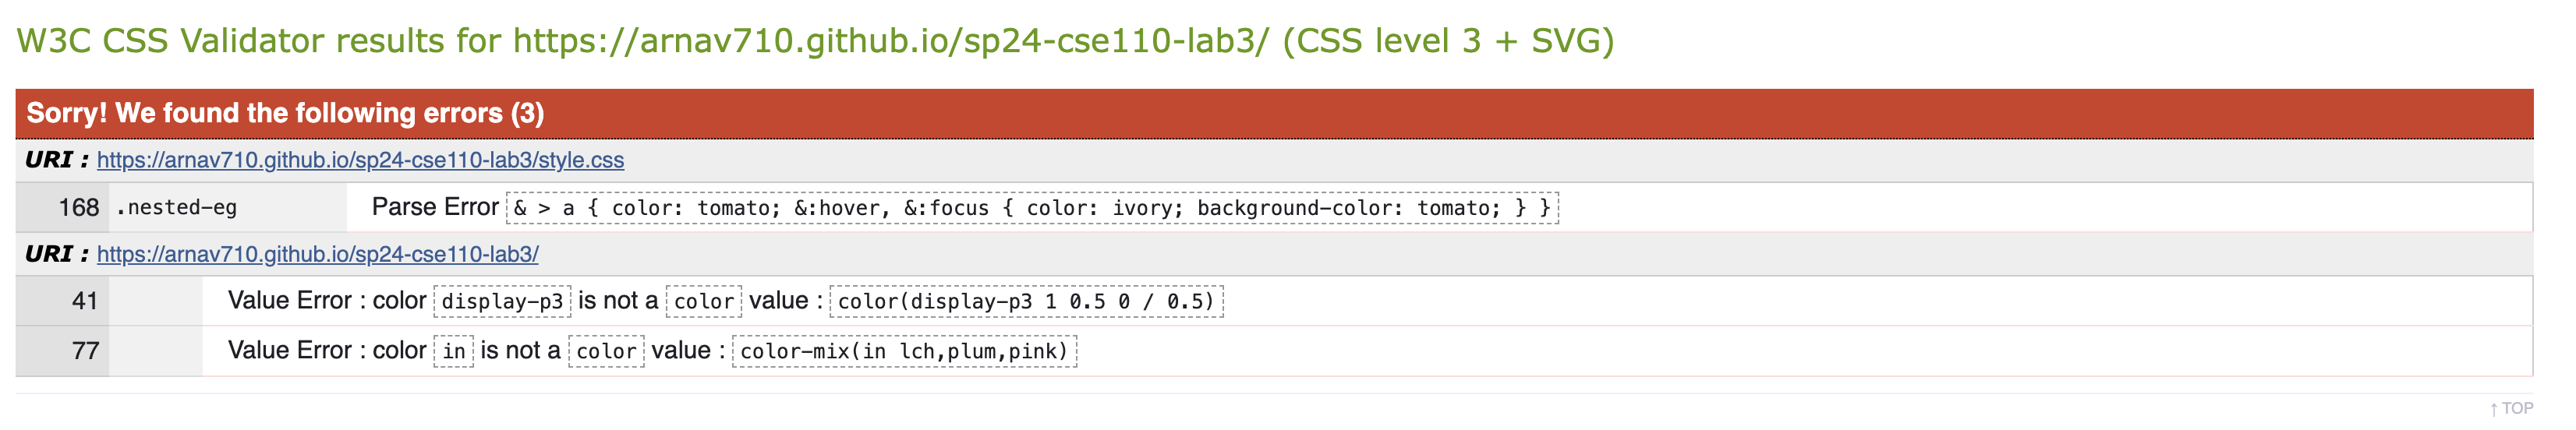 W3C CSS Validator results for https://arnav710.github.io/sp24-cse110-lab3/ (CSS level 3 + SVG)
Sorry! We found the following errors (3)
URI : https://arnav710.github.io/sp24-cse110-lab3/style.css
168 .nested-eg Parse Error & > a { color: tomato; &:hover, &:focus { color: ivory; background-color: tomato; } }
URI : https://arnav710.github.io/sp24-cse110-lab3/
41 Value Error : color display-p3 is not a color value : color(display-p3 1 0.5 0 / 0.5)
77 Value Error : color in is not a color value : color-mix(in lch,plum,pink)
↑ TOP